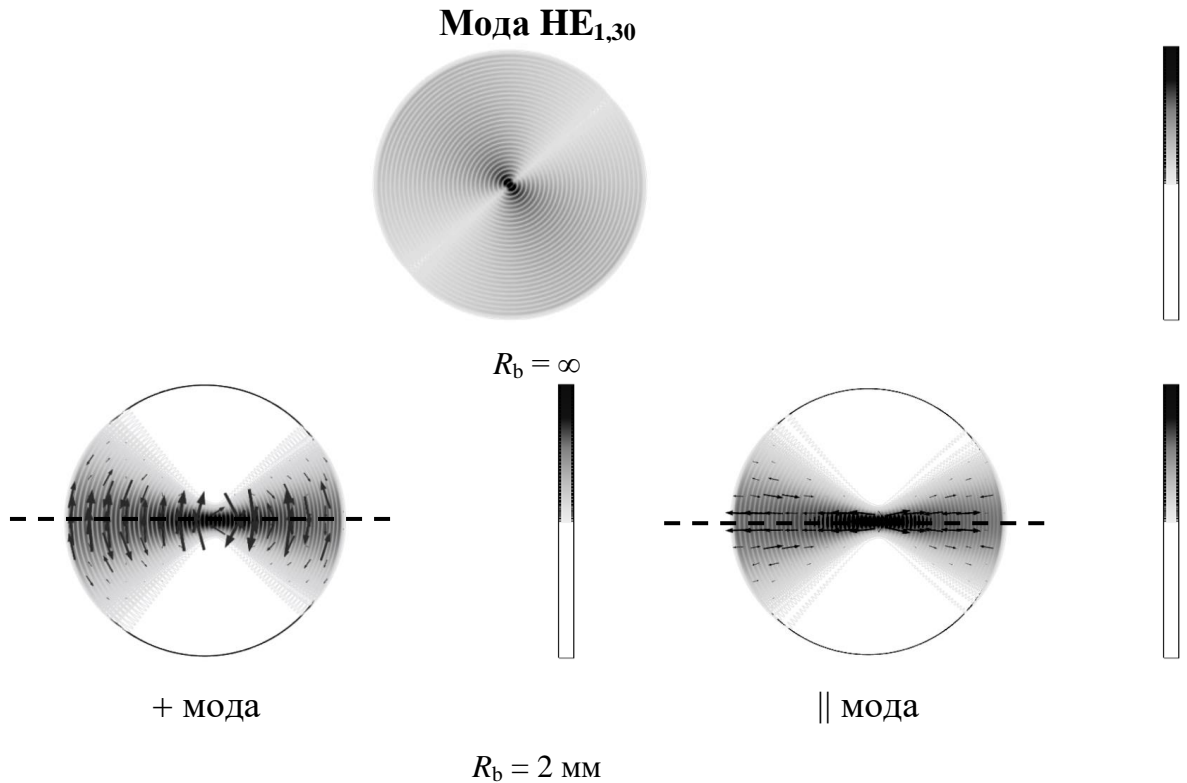 Мода HE1,30
Rb = ∞
+ мода
|| мода
Rb = 2 мм